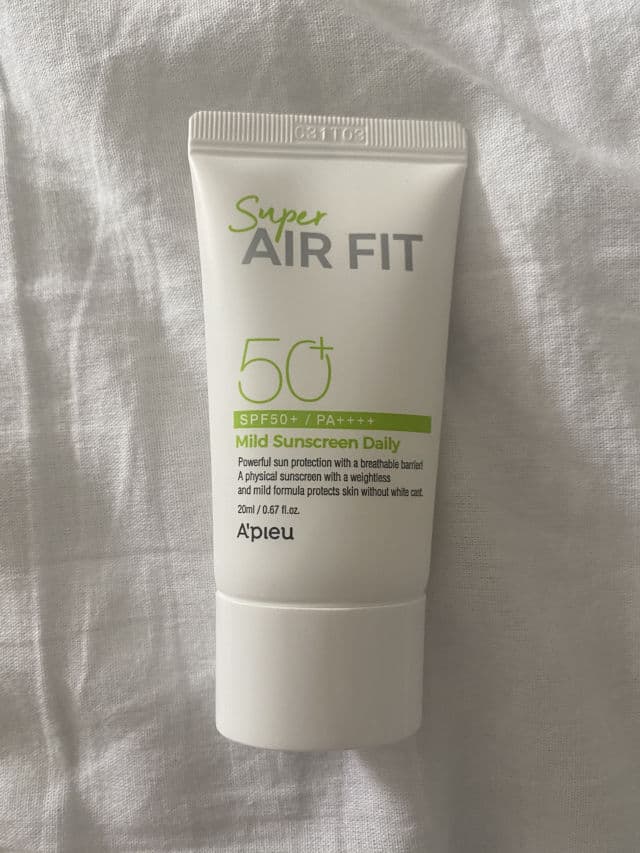 031T03
Super
AIR FIT
50+
SPF50+ / PA++++
Mild Sunscreen Daily
Powerful sun protection with a breathable barrier!
A physical sunscreen with a weightless
and mild formula protects skin without white cast.
20ml / 0.67 fl.oz.
A'pieu